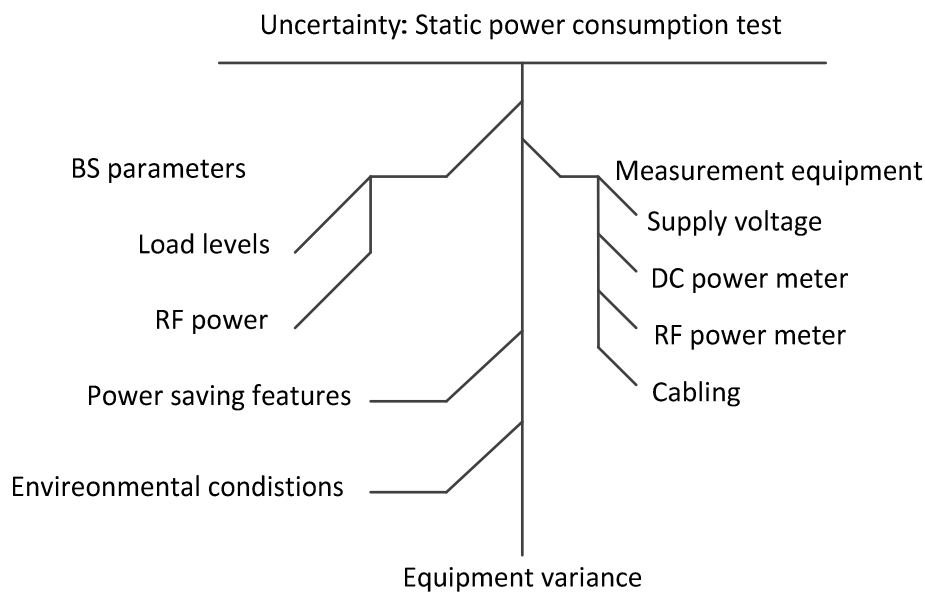 Uncertainty: Static power consumption test
BS parameters
Load levels
RF power
Power saving features
Envireonmental condistions
Measurement equipment
Supply voltage
DC power meter
RF power meter
Cabling
Equipment variance